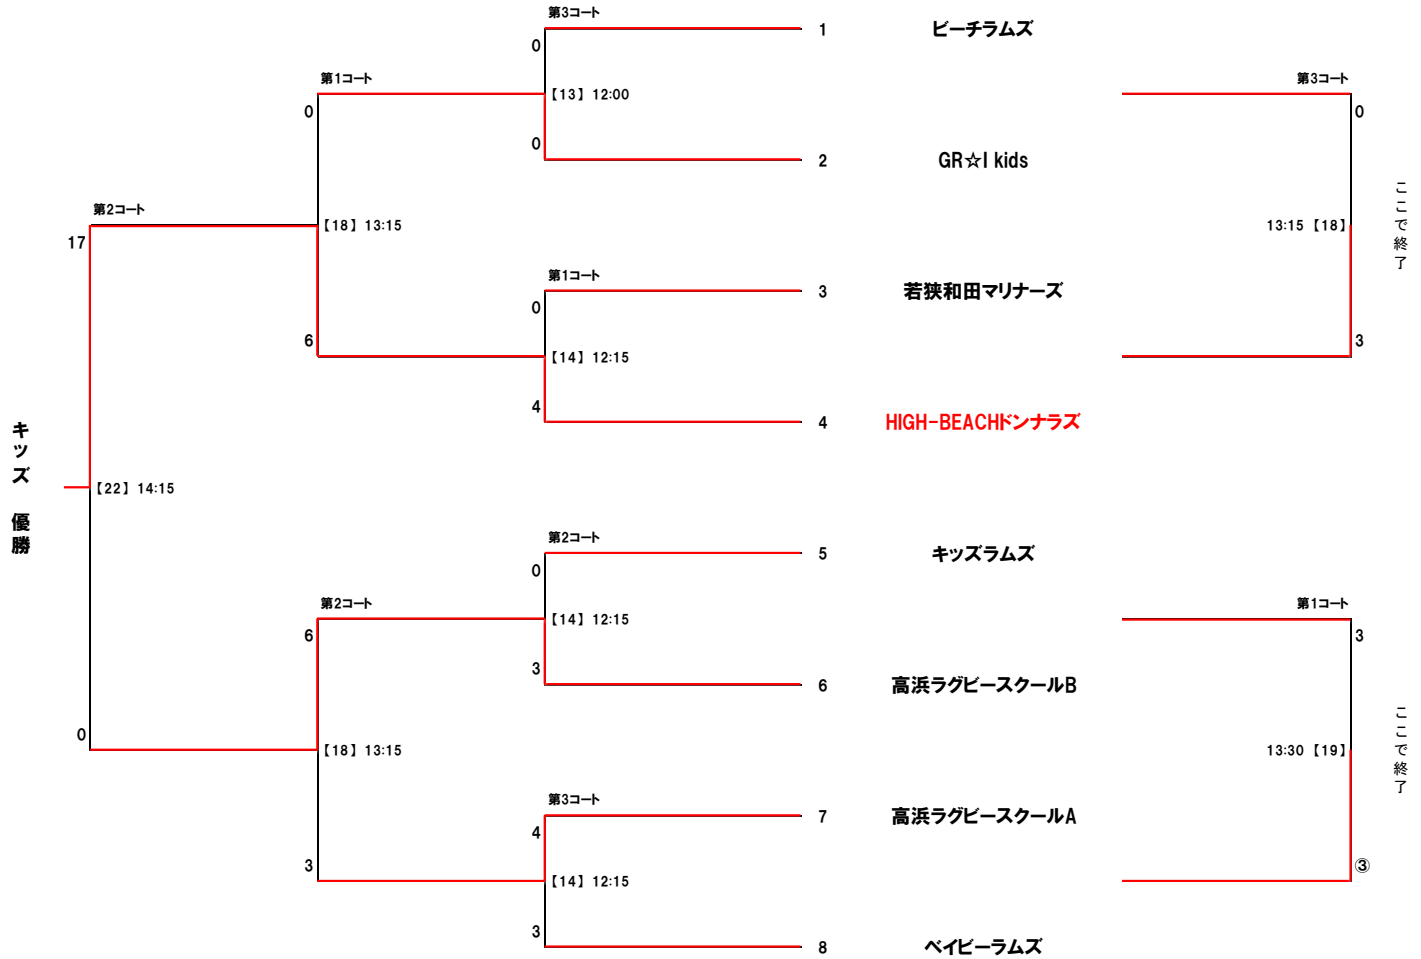 第3コート
0
1
ビーチラムズ
第1コート
第3コート
0
【13】 12:00
0
0
2
GR☆I kids
ここで終了
第2コート
17
【18】 13:15
13:15 【18】
第1コート
0
3
若狭和田マリナーズ
6
【14】 12:15
3
4
4
HIGH-BEACHドンナラズ
キッズ 優勝
【22】 14:15
第2コート
0
5
キッズラムズ
第2コート
第1コート
6
【14】 12:15
3
3
6
高浜ラグビースクールB
ここで終了
0
【18】 13:15
13:30 【19】
第3コート
4
7
高浜ラグビースクールA
3
【14】 12:15
③
3
8
ベイビーラムズ